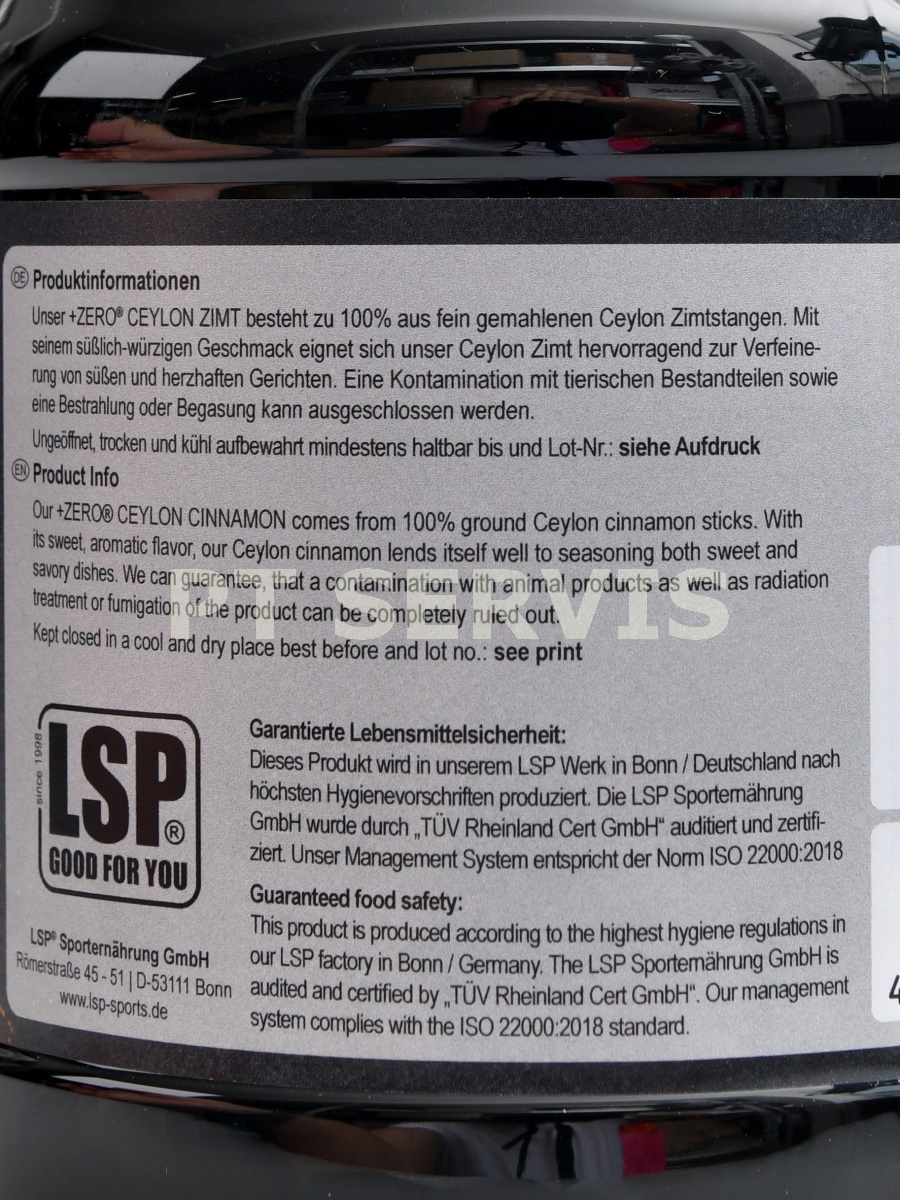 DE Produktinformationen
Unser +ZERO® CEYLON ZIMT besteht zu 100% aus fein gemahlenen Ceylon Zimtstangen. Mit
seinem süßlich-würzigen Geschmack eignet sich unser Ceylon Zimt hervorragend zur Verfeine-
rung von süßen und herzhaften Gerichten. Eine Kontamination mit tierischen Bestandteilen sowie
eine Bestrahlung oder Begasung kann ausgeschlossen werden.
Ungeöffnet, trocken und kühl aufbewahrt mindestens haltbar bis und Lot-Nr.: siehe Aufdruck
EN Product Info
Our +ZERO® CEYLON CINNAMON comes from 100% ground Ceylon cinnamon sticks. With
its sweet, aromatic flavor, our Ceylon cinnamon lends itself well to seasoning both sweet and
savory dishes. We can guarantee, that a contamination with animal products as well as radiation
treatment or fumigation of the product can be completely ruled out.
PT SERVIS
Kept closed in a cool and dry place best before and lot no.: see print
since 1998
LSP®
GOOD FOR YOU
LSP® Sporternährung GmbH
Römerstraße 45 - 51 | D-53111 Bonn
www.lsp-sports.de
Garantierte Lebensmittelsicherheit:
Dieses Produkt wird in unserem LSP Werk in Bonn / Deutschland nach
höchsten Hygienevorschriften produziert. Die LSP Sporternährung
GmbH wurde durch „TÜV Rheinland Cert GmbH“ auditiert und zertifi-
ziert. Unser Management System entspricht der Norm ISO 22000:2018
Guaranteed food safety:
This product is produced according to the highest hygiene regulations in
our LSP factory in Bonn / Germany. The LSP Sporternährung GmbH is
audited and certified by „TÜV Rheinland Cert GmbH“. Our management
system complies with the ISO 22000:2018 standard.
4